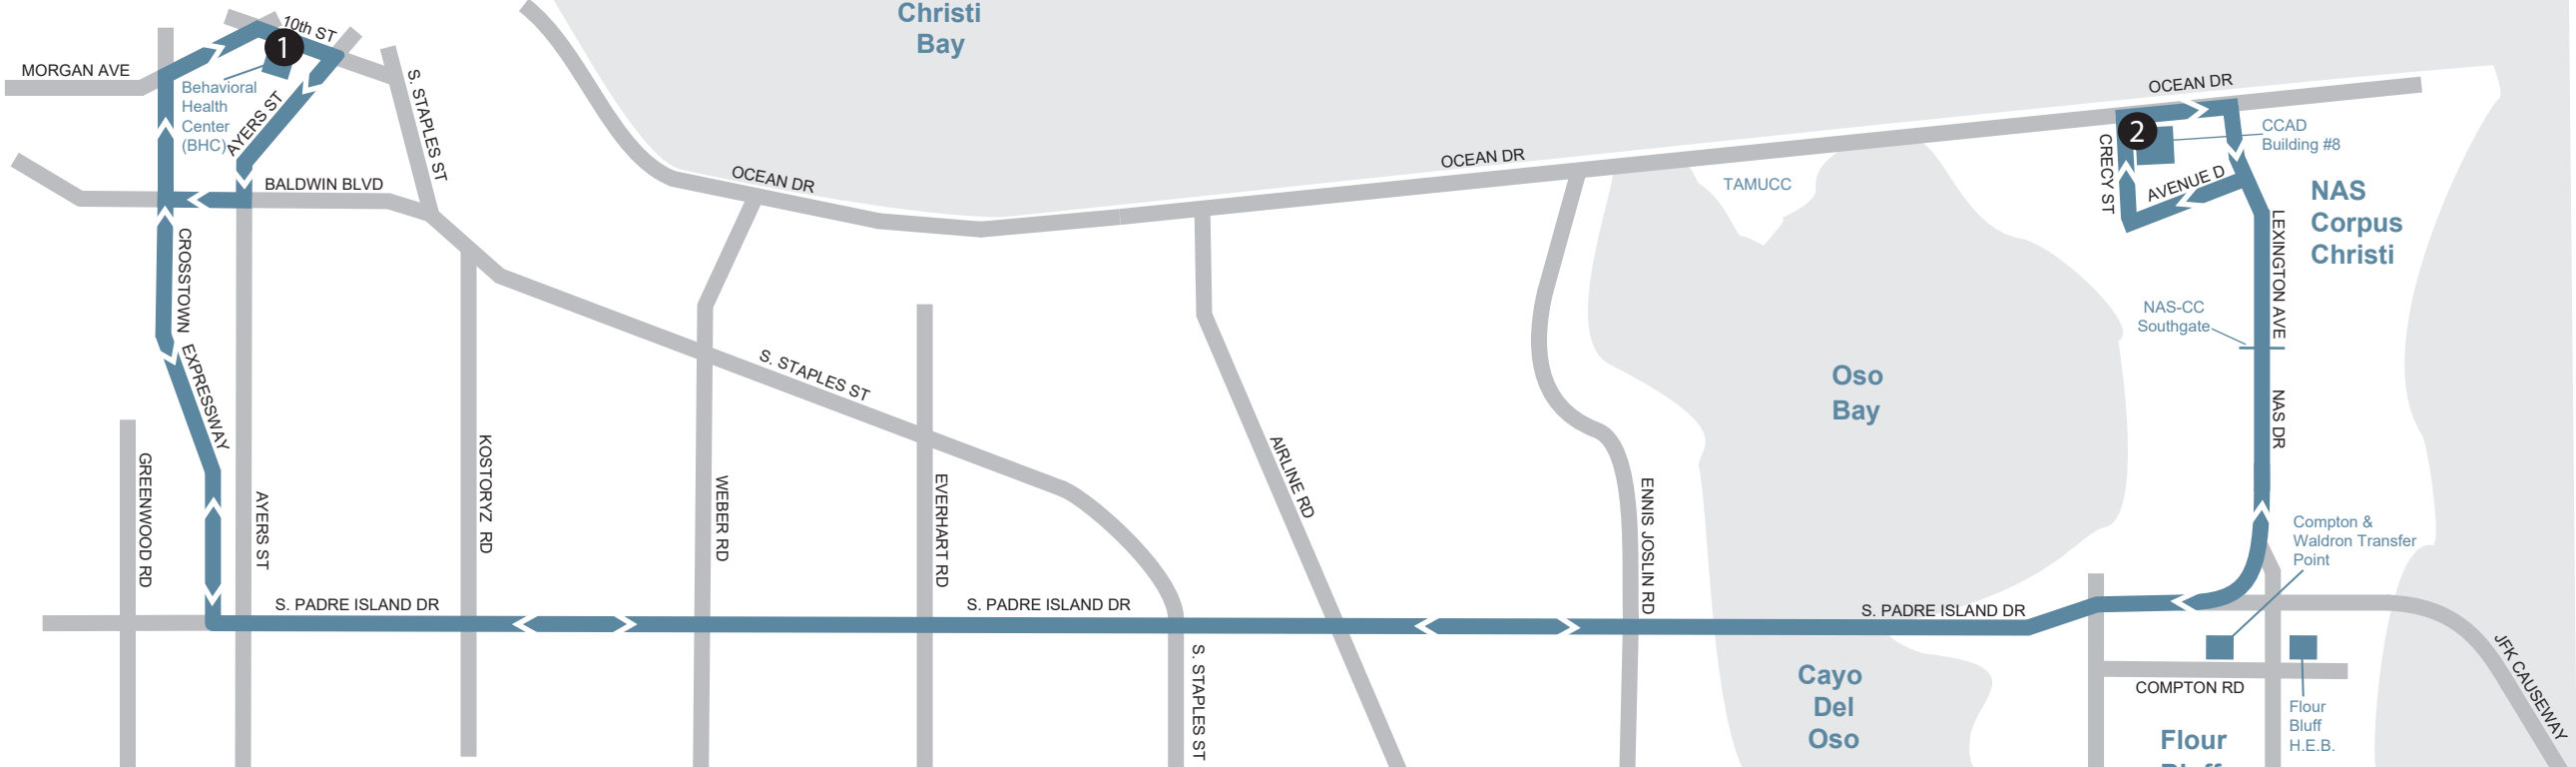 Christi
Bay
10th ST
1
MORGAN AVE
Behavioral
Health
Center
(BHC)
AYERS ST
S. STAPLES ST
BALDWIN BLVD
CROSSTOWN EXPRESSWAY
GREENWOOD RD
AYERS ST
KOSTORYZ RD
WEBER RD
S. STAPLES ST
EVERHART RD
OCEAN DR
OCEAN DR
OCEAN DR
AIRLINE RD
ENNIS JOSLIN RD
S. PADRE ISLAND DR
S. PADRE ISLAND DR
S. PADRE ISLAND DR
S. STAPLES ST
TAMUCC
Oso
Bay
Cayo
Del
Oso
2
CRECY ST
AVENUE D
CCAD
Building #8
NAS
Corpus
Christi
LEXINGTON AVE
NAS-CC
Southgate
NAS DR
Compton &
Waldron Transfer
Point
COMPTON RD
Flour
Bluff
H.E.B.
JFK CAUSEWAY
Flour